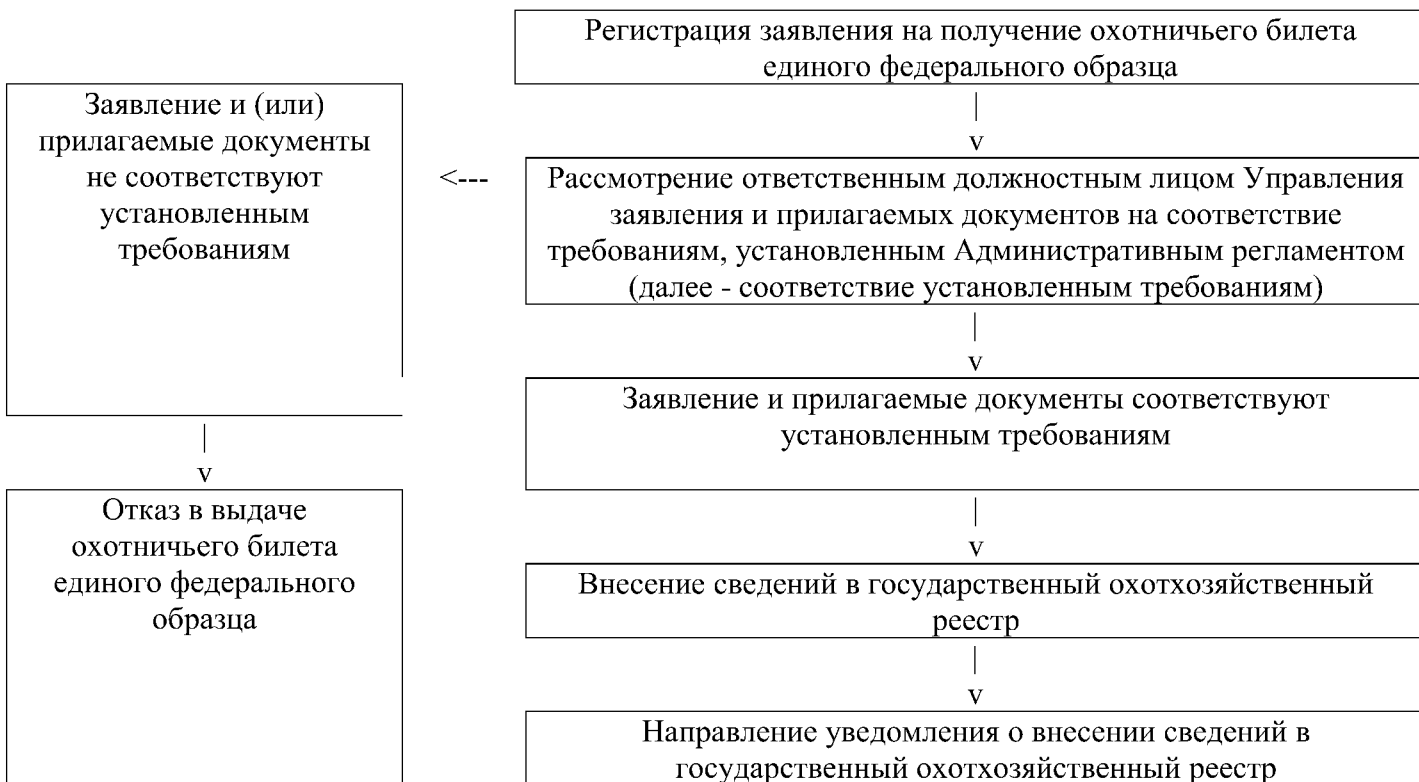 Регистрация заявления на получение охотничьего билета
единого федерального образца
|
v
Заявление и (или)
прилагаемые документы
не соответствуют
установленным
требованиям
<---
Рассмотрение ответственным должностным лицом Управления
заявления и прилагаемых документов на соответствие
требованиям, установленным Административным регламентом
(далее - соответствие установленным требованиям)
|
v
Заявление и прилагаемые документы соответствуют
установленным требованиям
|
v
Отказ в выдаче
охотничьего билета
единого федерального
образца
|
v
Внесение сведений в государственный охотхозяйственный
реестр
|
v
Направление уведомления о внесении сведений в
государственный охотхозяйственный реестр